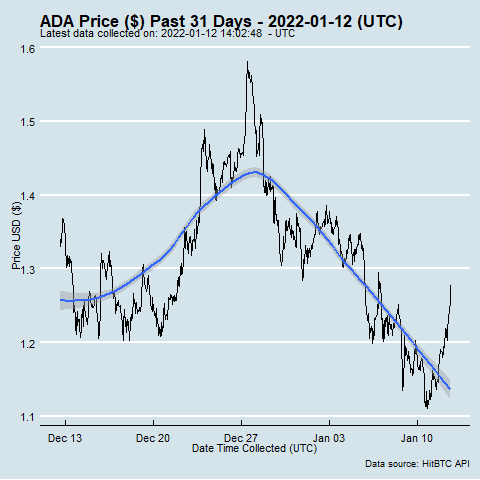 ADA Price ($) Past 31 Days - 2022-01-12 (UTC)
Latest data collected on: 2022-01-12 14:02:48 - UTC
1.6
1.5
1.4
1.3
1.2
1.1
Price USD ($)
Dec 13 Dec 20 Dec 27 Jan 03 Jan 10
Date Time Collected (UTC)
Data source: HitBTC API